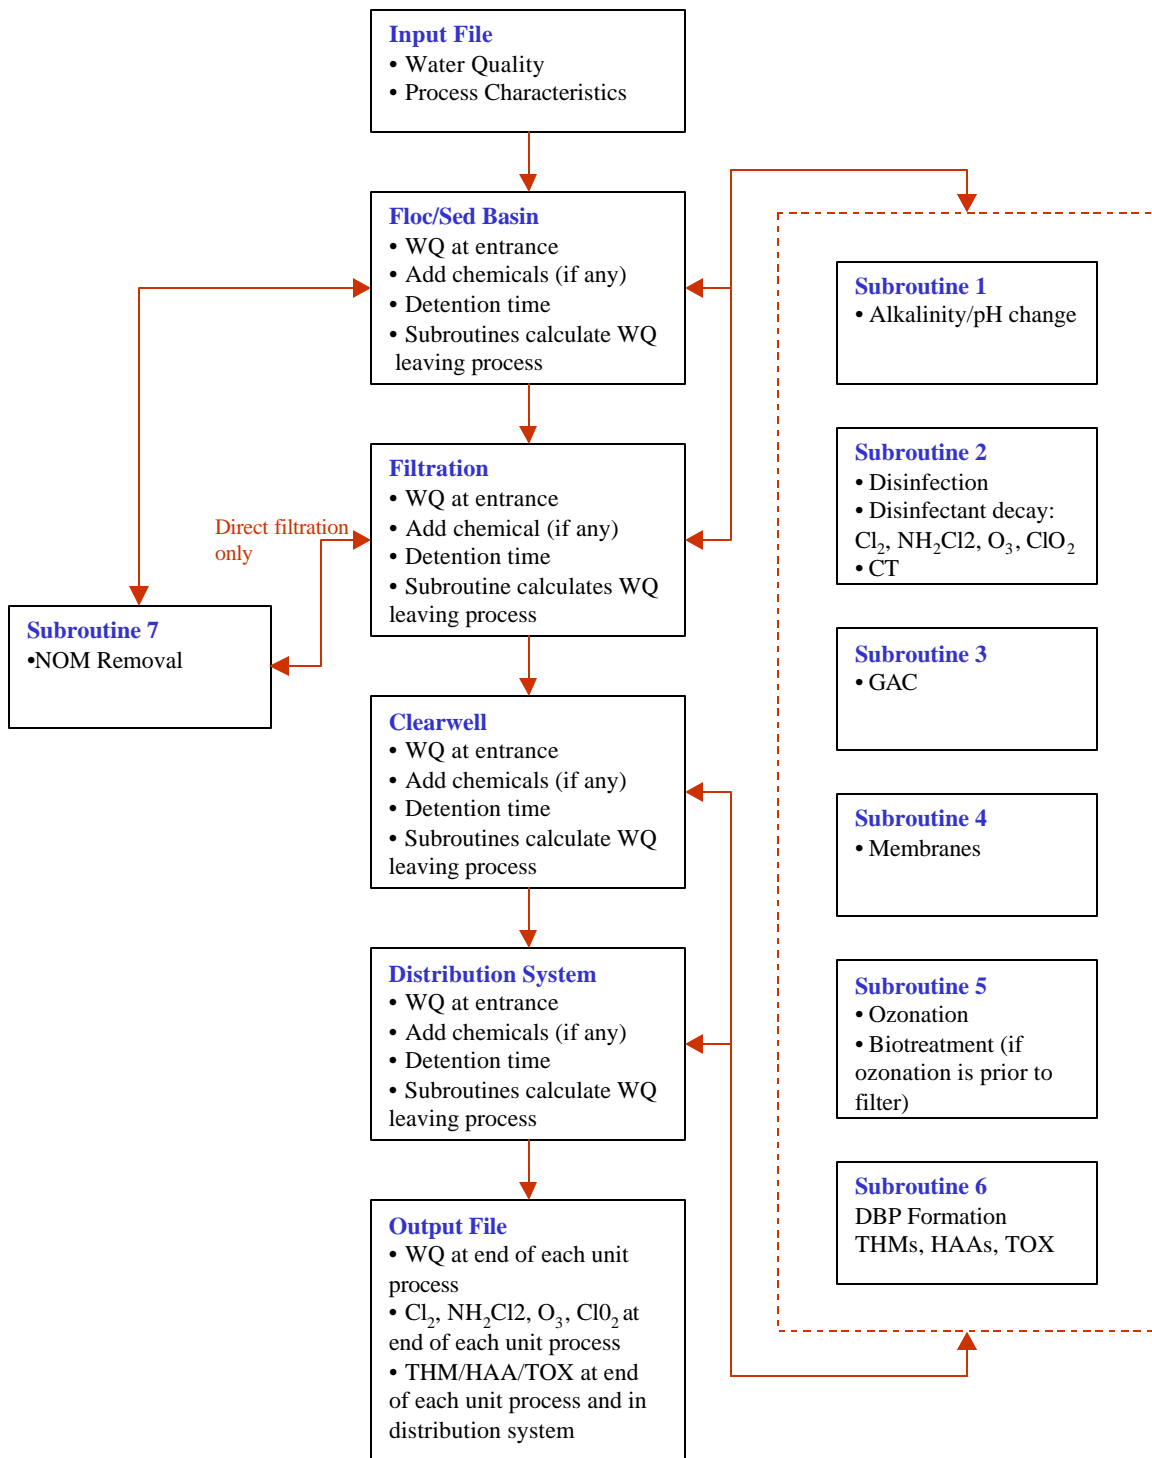 Input File
• Water Quality
• Process Characteristics
Floc/Sed Basin
• WQ at entrance
• Add chemicals (if any)
• Detention time
• Subroutines calculate WQ
leaving process
Filtration
• WQ at entrance
• Add chemical (if any)
• Detention time
• Subroutine calculates WQ
leaving process
Direct filtration
only
Subroutine 7
•NOM Removal
Clearwell
• WQ at entrance
• Add chemicals (if any)
• Detention time
• Subroutines calculate WQ
leaving process
Distribution System
• WQ at entrance
• Add chemicals (if any)
• Detention time
• Subroutines calculate WQ
leaving process
Output File
• WQ at end of each unit
process
• Cl₂, NH₂Cl2, O₃, Cl0₂ at
end of each unit process
• THM/HAA/TOX at end
of each unit process and in
distribution system
Subroutine 1
• Alkalinity/pH change
Subroutine 2
• Disinfection
• Disinfectant decay:
Cl₂, NH₂Cl2, O₃, ClO₂
• CT
Subroutine 3
• GAC
Subroutine 4
• Membranes
Subroutine 5
• Ozonation
• Biotreatment (if
ozonation is prior to
filter)
Subroutine 6
DBP Formation
THMs, HAAs, TOX